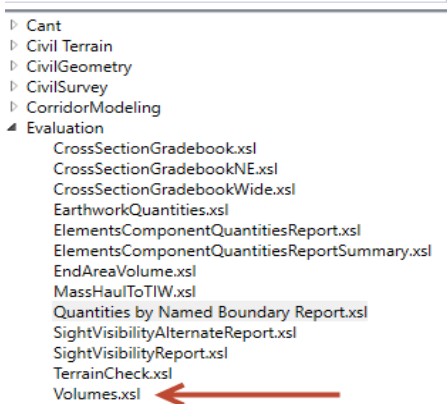 Cant
Civil Terrain
CivilGeometry
CivilSurvey
CorridorModeling
Evaluation
CrossSectionGradebook.xsl
CrossSectionGradebookNE.xsl
CrossSectionGradebookWide.xsl
EarthworkQuantities.xsl
ElementsComponentQuantitiesReport.xsl
ElementsComponentQuantitiesReportSummary.xsl
EndAreaVolume.xsl
MassHaulToTIW.xsl
Quantities by Named Boundary Report.xsl
SightVisibilityAlternateReport.xsl
SightVisibilityReport.xsl
TerrainCheck.xsl
Volumes.xsl